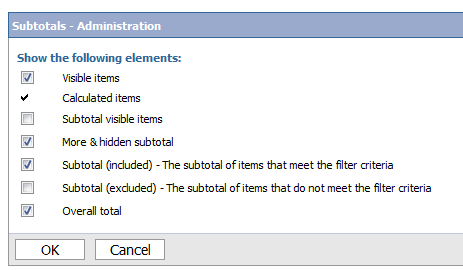 Subtotals - Administration
Show the following elements:
Visible items
Calculated items
Subtotal visible items
More & hidden subtotal
Subtotal (included) - The subtotal of items that meet the filter criteria
Subtotal (excluded) - The subtotal of items that do not meet the filter criteria
Overall total
OK Cancel